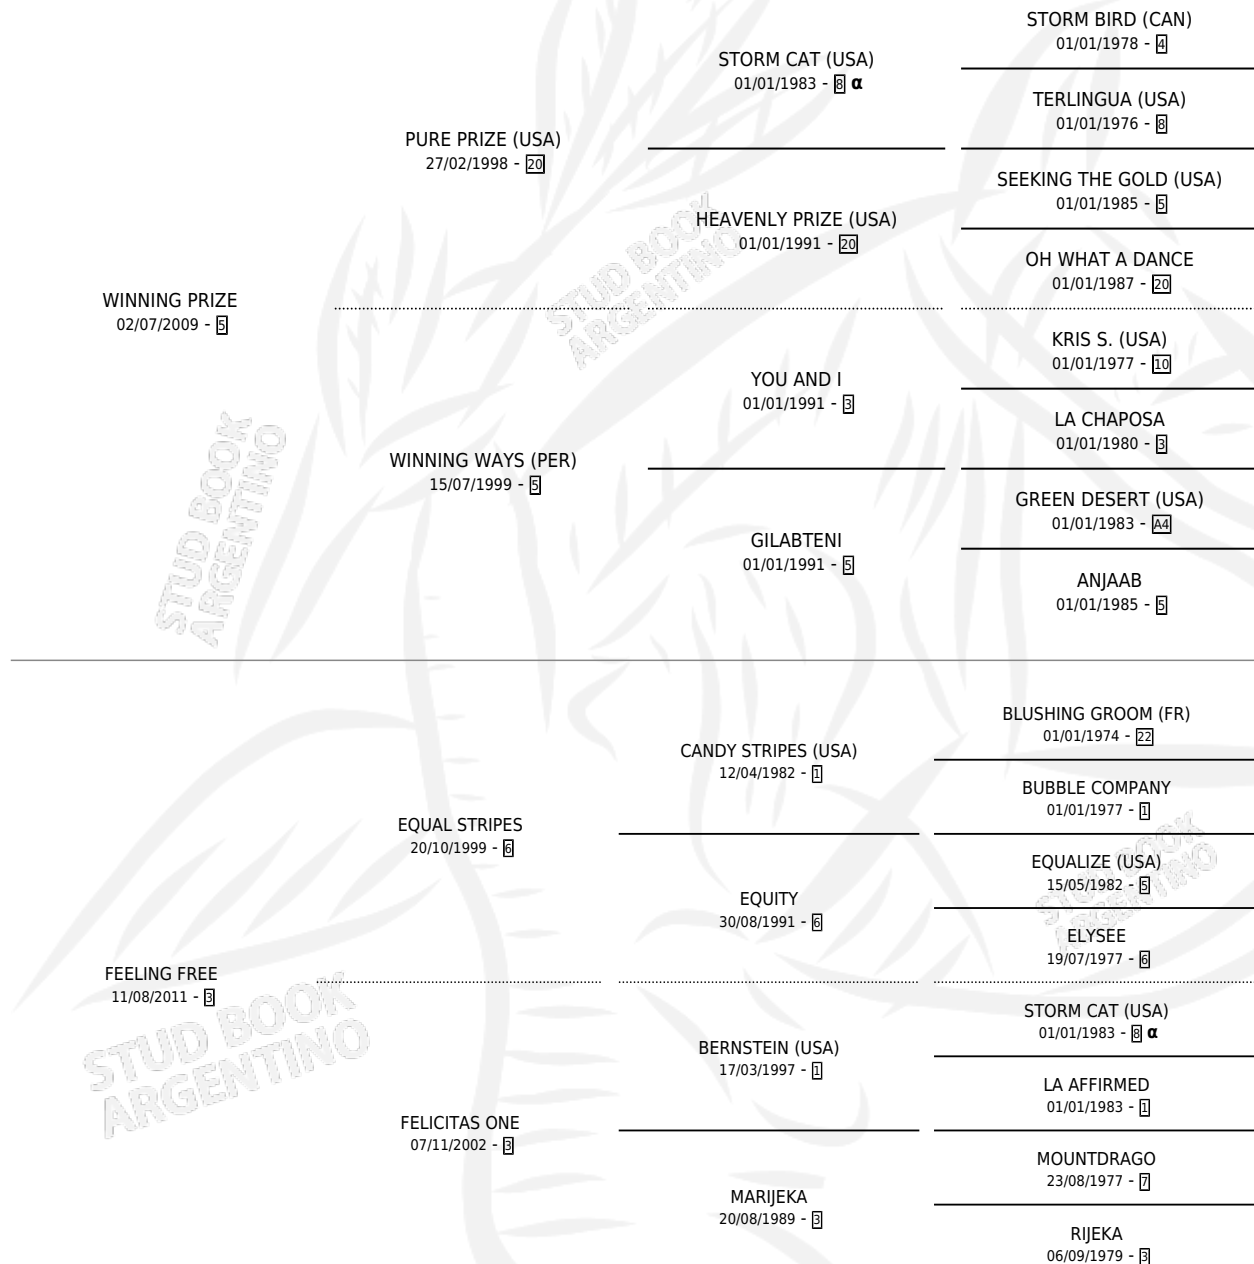 STORM BIRD (CAN)
01/01/1978 - 4
STORM CAT (USA)
01/01/1983 - 8 α
TERLINGUA (USA)
01/01/1976 - 8
PURE PRIZE (USA)
27/02/1998 - 20
SEEKING THE GOLD (USA)
01/01/1985 - 5
HEAVENLY PRIZE (USA)
01/01/1991 - 20
OH WHAT A DANCE
01/01/1987 - 20
WINNING PRIZE
02/07/2009 - 5
KRIS S. (USA)
01/01/1977 - 10
YOU AND I
01/01/1991 - 3
LA CHAPOSA
01/01/1980 - 3
WINNING WAYS (PER)
15/07/1999 - 5
GREEN DESERT (USA)
01/01/1983 - A4
GILABTENI
01/01/1991 - 5
ANJAAB
01/01/1985 - 5
BLUSHING GROOM (FR)
01/01/1974 - 22
CANDY STRIPES (USA)
12/04/1982 - 1
BUBBLE COMPANY
01/01/1977 - 1
EQUAL STRIPES
20/10/1999 - 6
EQUALIZE (USA)
15/05/1982 - 5
EQUITY
30/08/1991 - 6
ELYSEE
19/07/1977 - 6
FEELING FREE
11/08/2011 - 3
STORM CAT (USA)
01/01/1983 - 8 α
BERNSTEIN (USA)
17/03/1997 - 1
LA AFFIRMED
01/01/1983 - 1
FELICITAS ONE
07/11/2002 - 3
MOUNTDRAGO
23/08/1977 - 7
MARIJEKA
20/08/1989 - 3
RIJEKA
06/09/1979 - 3
STUD BOOK
ARGENTINO
STUD BOOK
ARGENTINO
STUD BOOK
ARGENTINO
STUD BOOK
ARGENTINO